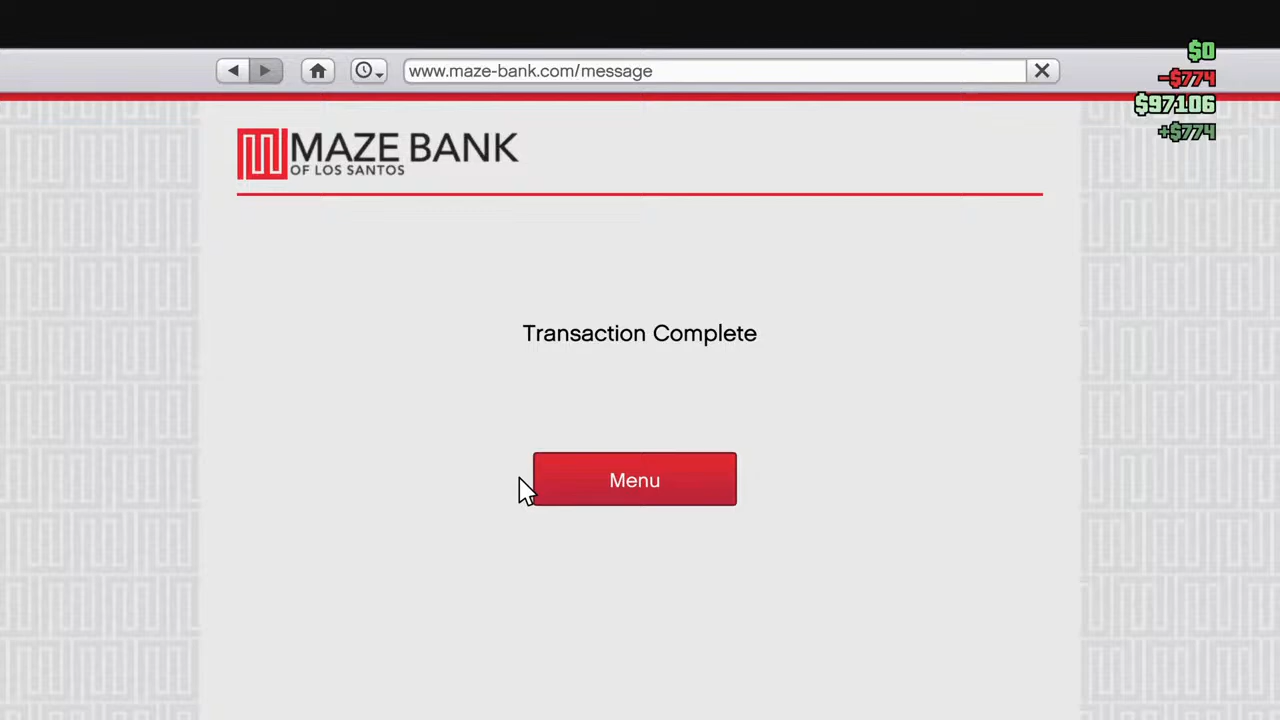 www.maze-bank.com/message
$0
-$774
$97106
+$774
MAZE BANK
OF LOS SANTOS
Transaction Complete
Menu